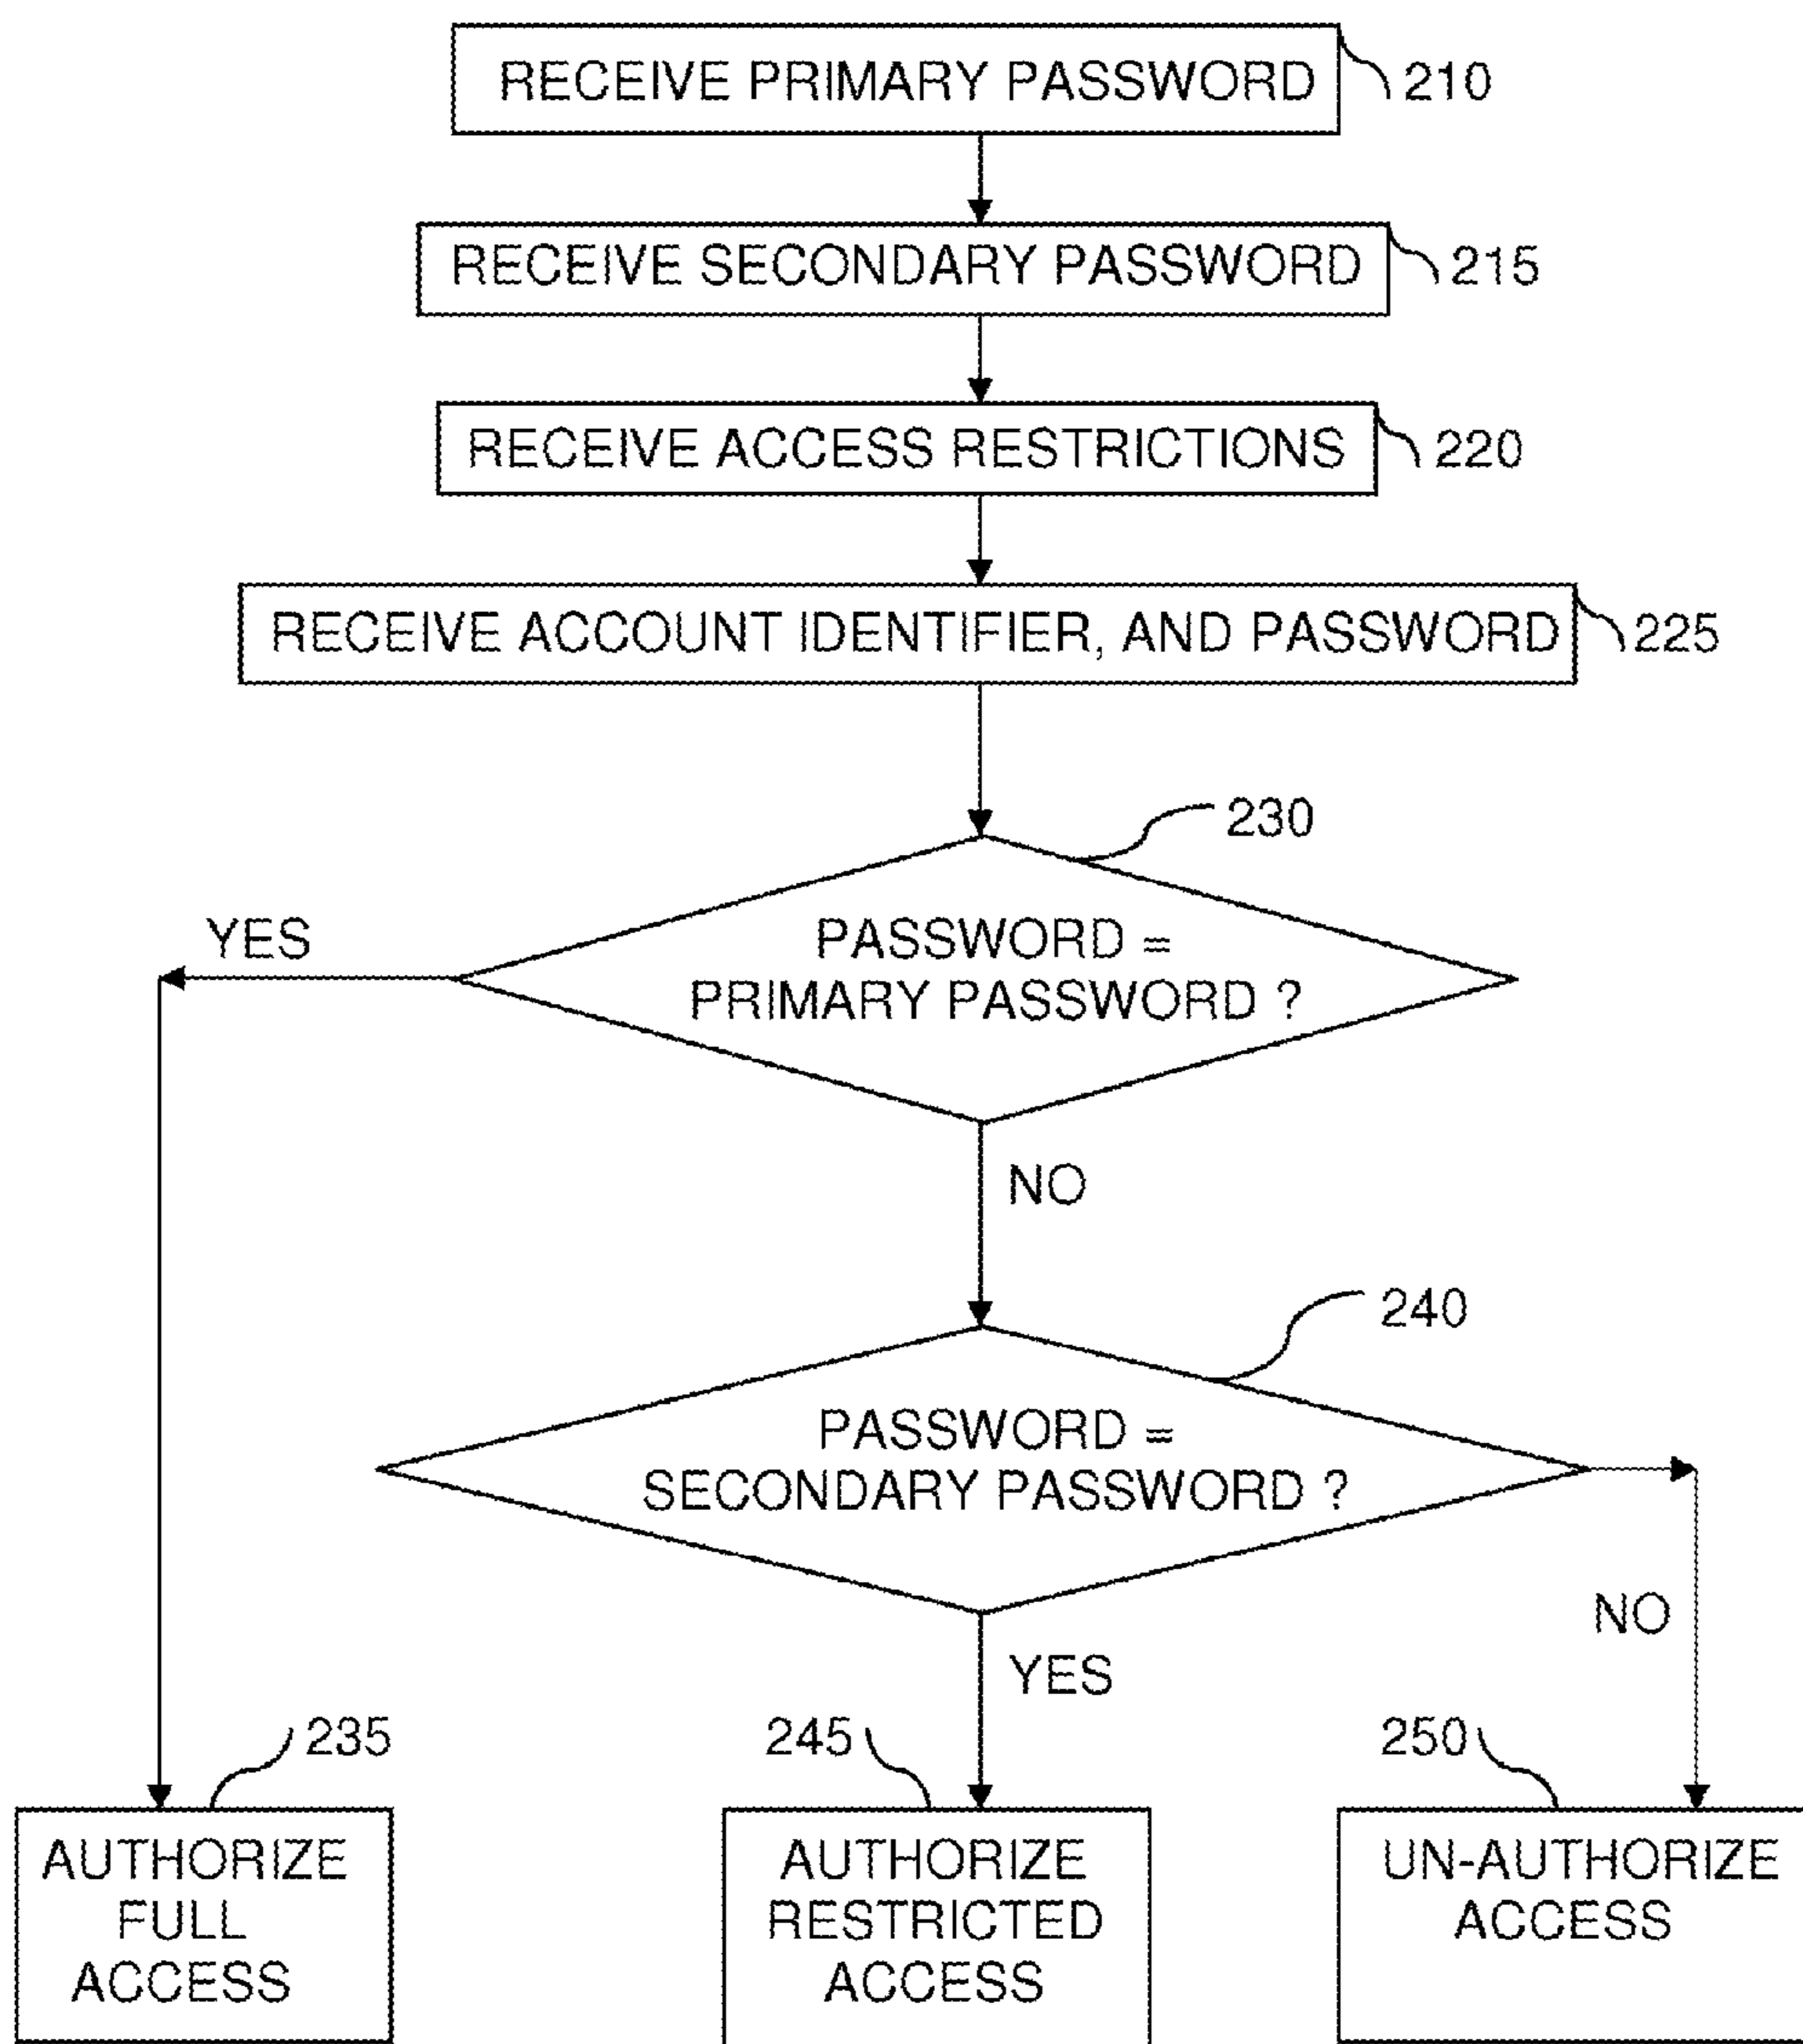 RECEIVE PRIMARY PASSWORD
210
RECEIVE SECONDARY PASSWORD
215
RECEIVE ACCESS RESTRICTIONS
220
RECEIVE ACCOUNT IDENTIFIER, AND PASSWORD
225
230
YES
PASSWORD =
PRIMARY PASSWORD ?
NO
240
PASSWORD =
SECONDARY PASSWORD ?
NO
YES
235
245
250
AUTHORIZE
FULL
ACCESS
AUTHORIZE
RESTRICTED
ACCESS
UN-AUTHORIZE
ACCESS